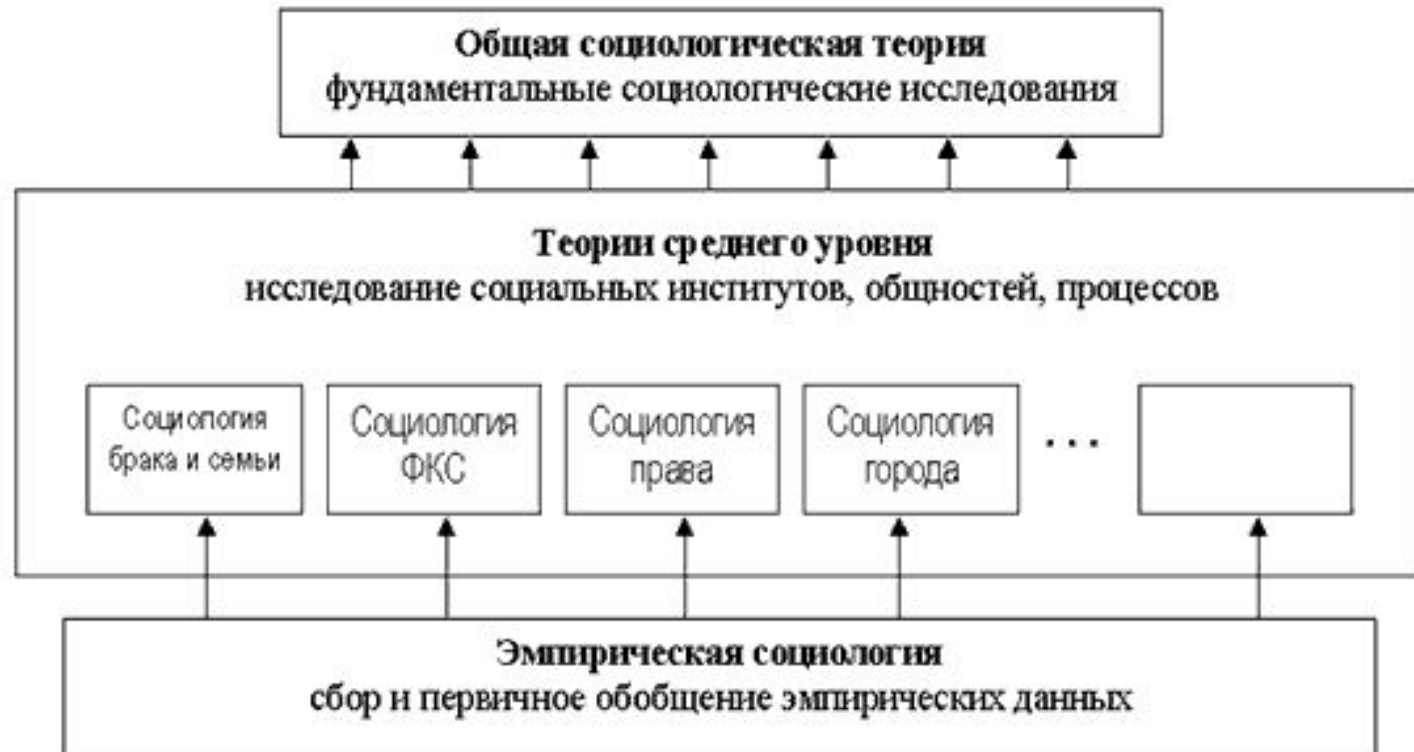 Общая социологическая теория
фундаментальные социологические исследования
Теории среднего уровня
исследование социальных институтов, общностей, процессов
Социология
брака и семьи
Социология
ФКС
Социология
права
Социология
города
...
Эмпирическая социология
сбор и первичное обобщение эмпирических данных